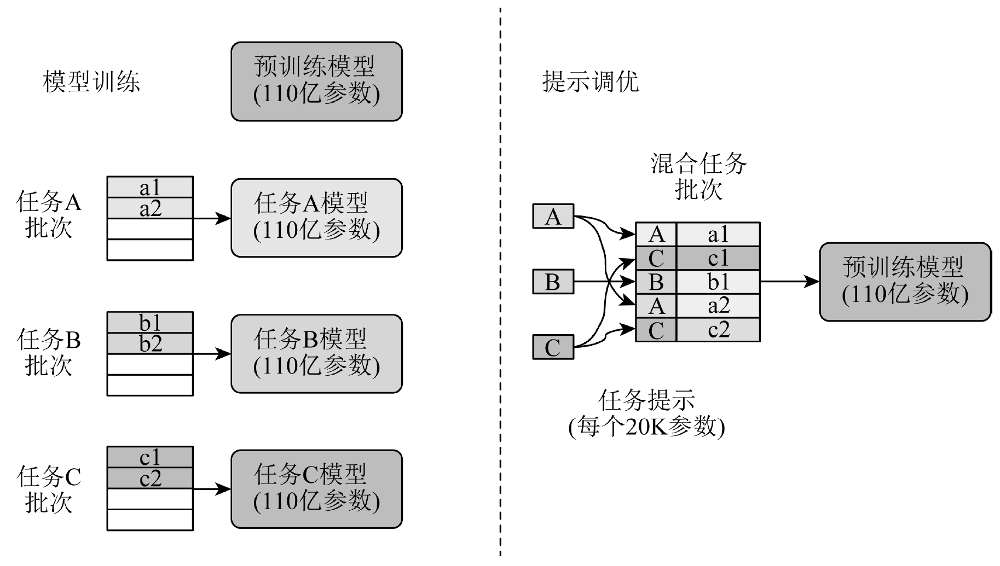 模型训练
预训练模型
(110亿参数)
任务A
批次
a1
a2
任务A模型
(110亿参数)
任务B
批次
b1
b2
任务B模型
(110亿参数)
任务C
批次
c1
c2
任务C模型
(110亿参数)
提示调优
混合任务
批次
A
B
C
A a1
C c1
B b1
A a2
C c2
预训练模型
(110亿参数)
任务提示
(每个20K参数)